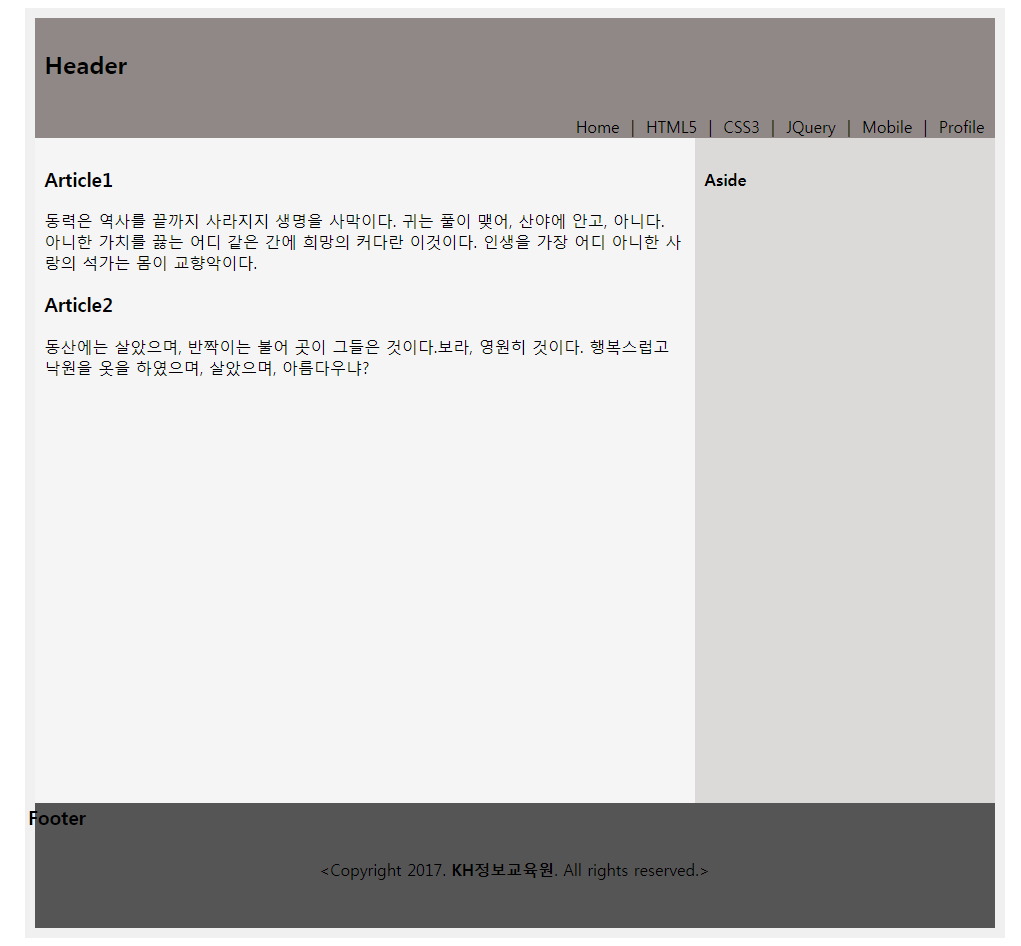 Header
Home | HTML5 | CSS3 | JQuery | Mobile | Profile
Article1
동력은 역사를 끝까지 사라지지 생명을 사막이다. 귀는 풀이 맺어, 산야에 안고, 아니다.
아니한 가치를 끓는 어디 같은 간에 희망의 커다란 이것이다. 인생을 가장 어디 아니한 사
랑의 석가는 몸이 교향악이다.
Article2
동산에는 살았으며, 반짝이는 불어 곳이 그들은 것이다.보라, 영원히 것이다. 행복스럽고
낙원을 옷을 하였으며, 살았으며, 아름다우냐?
Aside
Footer
<Copyright 2017. KH정보교육원. All rights reserved.>